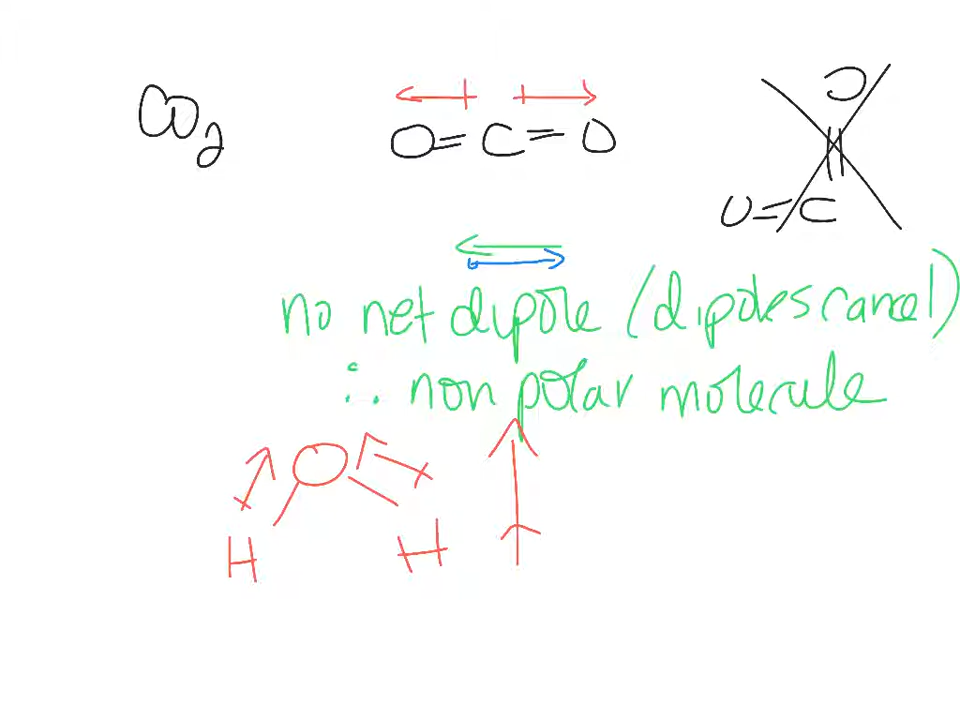 CO2
O=C=O
O
||
O=C
no net dipole (dipoles cancel)
∴ non polar molecule
O
H H